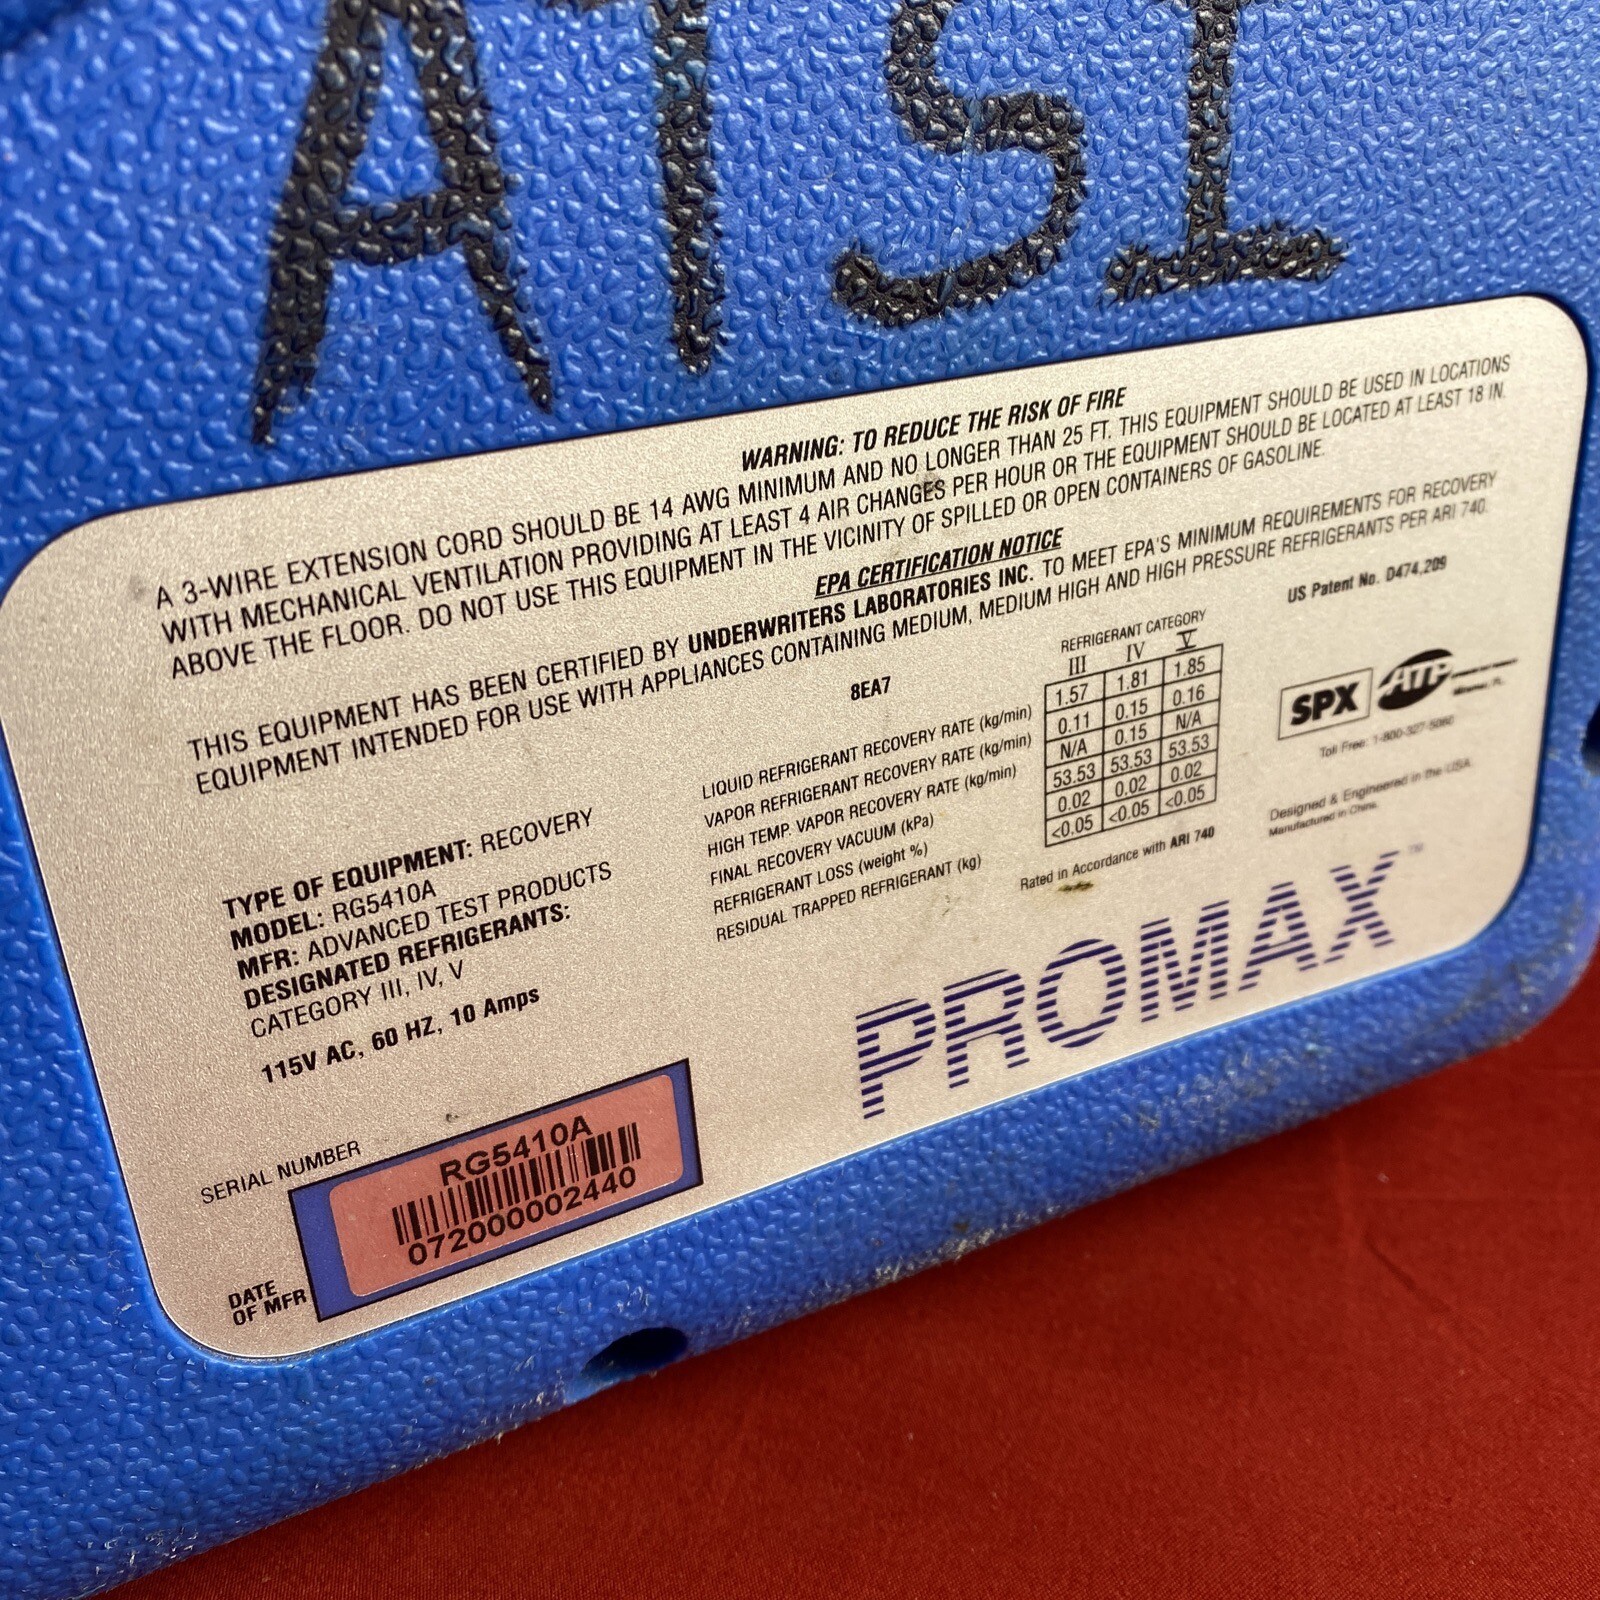 ATSI
WARNING: TO REDUCE THE RISK OF FIRE
A 3-WIRE EXTENSION CORD SHOULD BE 14 AWG MINIMUM AND NO LONGER THAN 25 FT. THIS EQUIPMENT SHOULD BE USED IN LOCATIONS
WITH MECHANICAL VENTILATION PROVIDING AT LEAST 4 AIR CHANGES PER HOUR OR THE EQUIPMENT SHOULD BE LOCATED AT LEAST 18 IN.
ABOVE THE FLOOR. DO NOT USE THIS EQUIPMENT IN THE VICINITY OF SPILLED OR OPEN CONTAINERS OF GASOLINE.
EPA CERTIFICATION NOTICE
THIS EQUIPMENT HAS BEEN CERTIFIED BY UNDERWRITERS LABORATORIES INC. TO MEET EPA'S MINIMUM REQUIREMENTS FOR RECOVERY
EQUIPMENT INTENDED FOR USE WITH APPLIANCES CONTAINING MEDIUM, MEDIUM HIGH AND HIGH PRESSURE REFRIGERANTS PER ARI 740.
8EA7
US Patent No. D474,209
TYPE OF EQUIPMENT: RECOVERY
MODEL: RG5410A
MFR: ADVANCED TEST PRODUCTS
DESIGNATED REFRIGERANTS:
CATEGORY III, IV, V
115V AC, 60 HZ, 10 Amps
REFRIGERANT CATEGORY
III IV V
LIQUID REFRIGERANT RECOVERY RATE (kg/min) 1.57 1.81 1.85
VAPOR REFRIGERANT RECOVERY RATE (kg/min) 0.11 0.15 0.16
HIGH TEMP. VAPOR RECOVERY RATE (kg/min) N/A 0.15 N/A
FINAL RECOVERY VACUUM (kPa) 53.53 53.53 53.53
REFRIGERANT LOSS (weight %) 0.02 0.02 0.02
RESIDUAL TRAPPED REFRIGERANT (kg) <0.05 <0.05 <0.05
Rated in Accordance with ARI 740
SPX ATP
Toll Free: 1-800-327-5060
Designed & Engineered in the USA
Manufactured in China.
PROMAX™
SERIAL NUMBER
RG5410A
072000002440
DATE
OF MFR